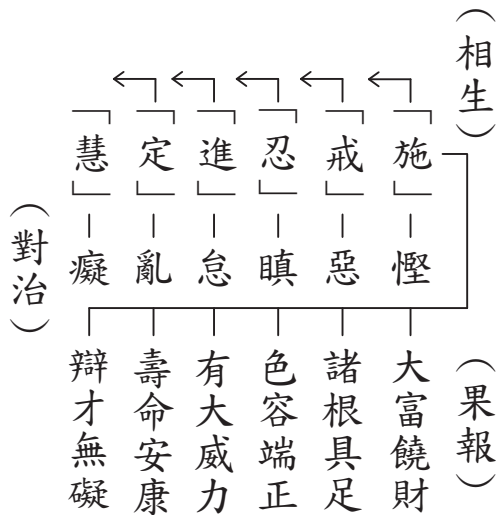 （相生）
「施」
「戒」
「忍」
「進」
「定」
「慧」
慳
惡
瞋
怠
亂
癡
（對治）
（果報）
大富饒財
諸根具足
色容端正
有大威力
壽命安康
辯才無礙